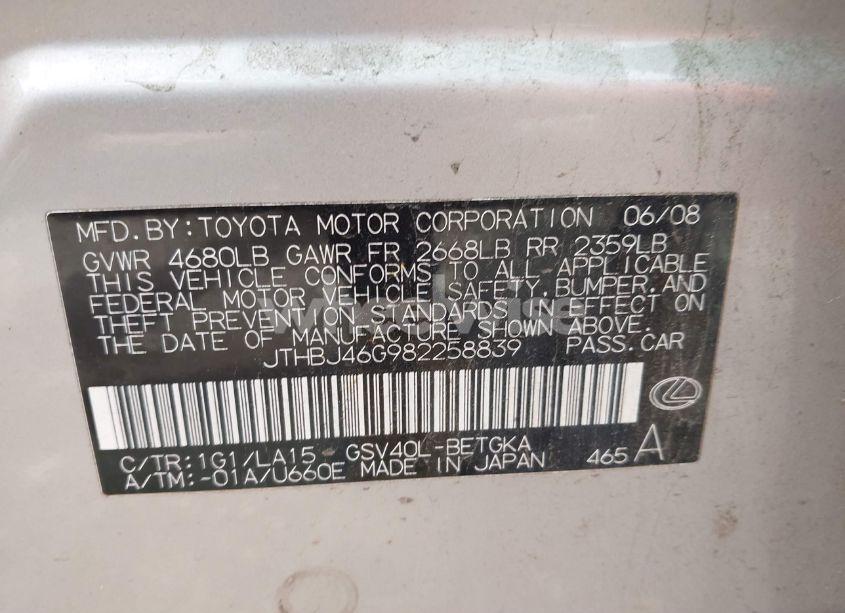 MFD. BY: TOYOTA MOTOR CORPORATION 06/08
GVWR 4680LB GAWR FR 2668LB RR 2359LB
THIS VEHICLE CONFORMS TO ALL APPLICABLE
FEDERAL MOTOR VEHICLE SAFETY, BUMPER, AND
THEFT PREVENTION STANDARDS IN EFFECT ON
THE DATE OF MANUFACTURE SHOWN ABOVE.
JTHBJ46G982258839 PASS. CAR
C/TR: 1G1/LA15 GSV40L-BETGKA
A/TM: -01A/U660E MADE IN JAPAN 465 A